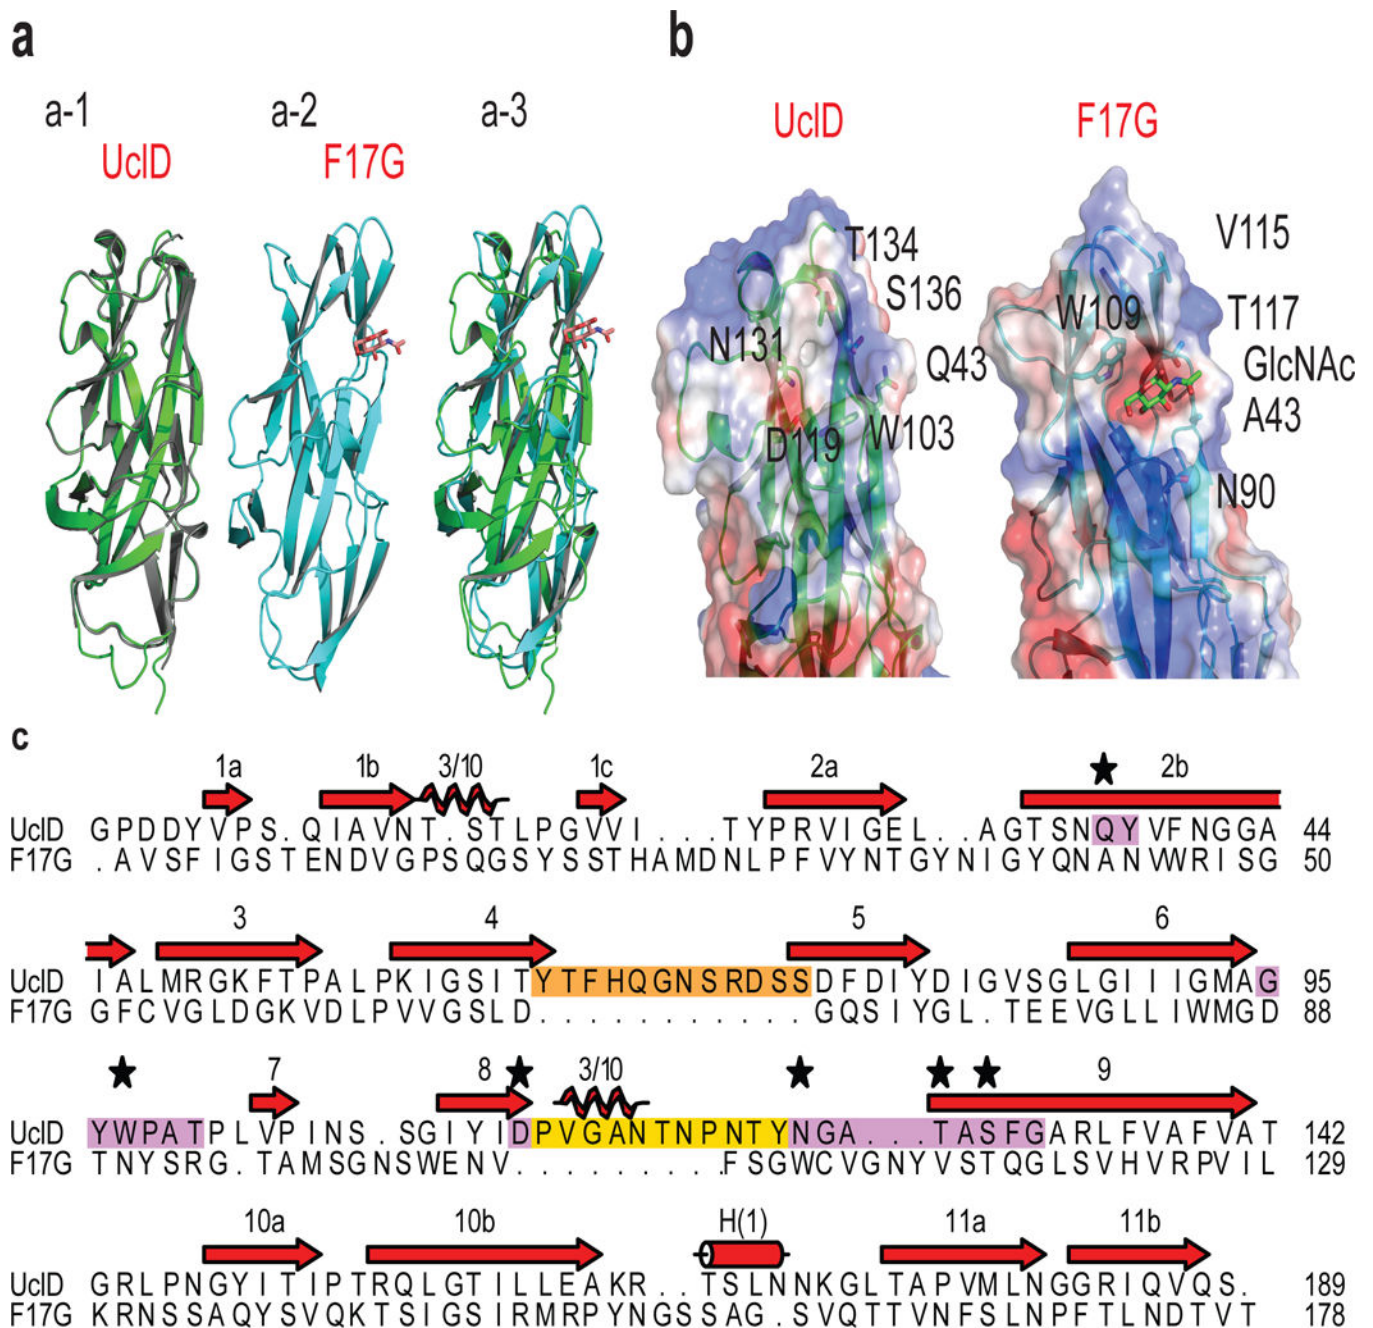 a
b
a-1
a-2
a-3
UclD
F17G
UclD
F17G
T134
S136
N131
Q43
D119
W103
V115
W109
T117
GlcNAc
A43
N90
c
1a 1b 3/10 1c 2a ★ 2b
UclD GPDDYVPS.QIAVNT.STLPGVVI...TYPRVIGEL..AGTSNQYVFNGGA 44
F17G .AVSFIGSTENDVGPSQGSYSSTHAMDNLPFVYNTGYNIGYQNANVWRISG 50
3 4 5 6
UclD IALMRGKFTPALPKIGSITYTFHQGNSRDSSDFDIYDIGVSGLGIIIGMAG 95
F17G GFCVGLDGKVDLPVVGSLD............GQSIYGL.TEEVGLLIWMGD 88
★ 7 8 ★ 3/10 ★ ★ ★ 9
UclD YWPATPLVPINS.SGIYIDPVGANTNPNTYNGA...TASFGARLFVAFVAT 142
F17G TNYSRG.TAMSGNSWENV.........FSGWCVGNYVSTQGLSVHVRPVIL 129
10a 10b H(1) 11a 11b
UclD GRLPNGYITIPTRQLGTILLEAKR..TSLNNKGLTAPVMLNGGRIQVQS. 189
F17G KRNSSAQYSVQKTSIGSIRMRPYNGSSAG.SVQTTVNFSLNPFTLNDTVT 178